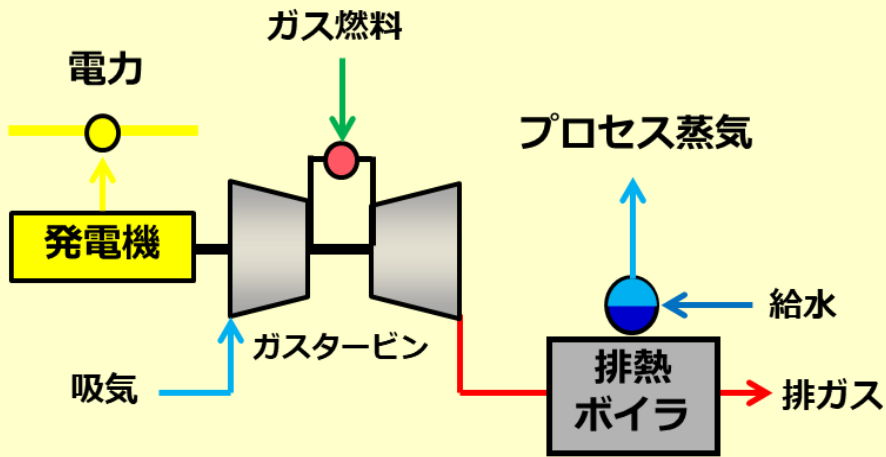 ガス燃料
電力
プロセス蒸気
発電機
給水
ガスタービン
排熱
ボイラ
吸気
排ガス